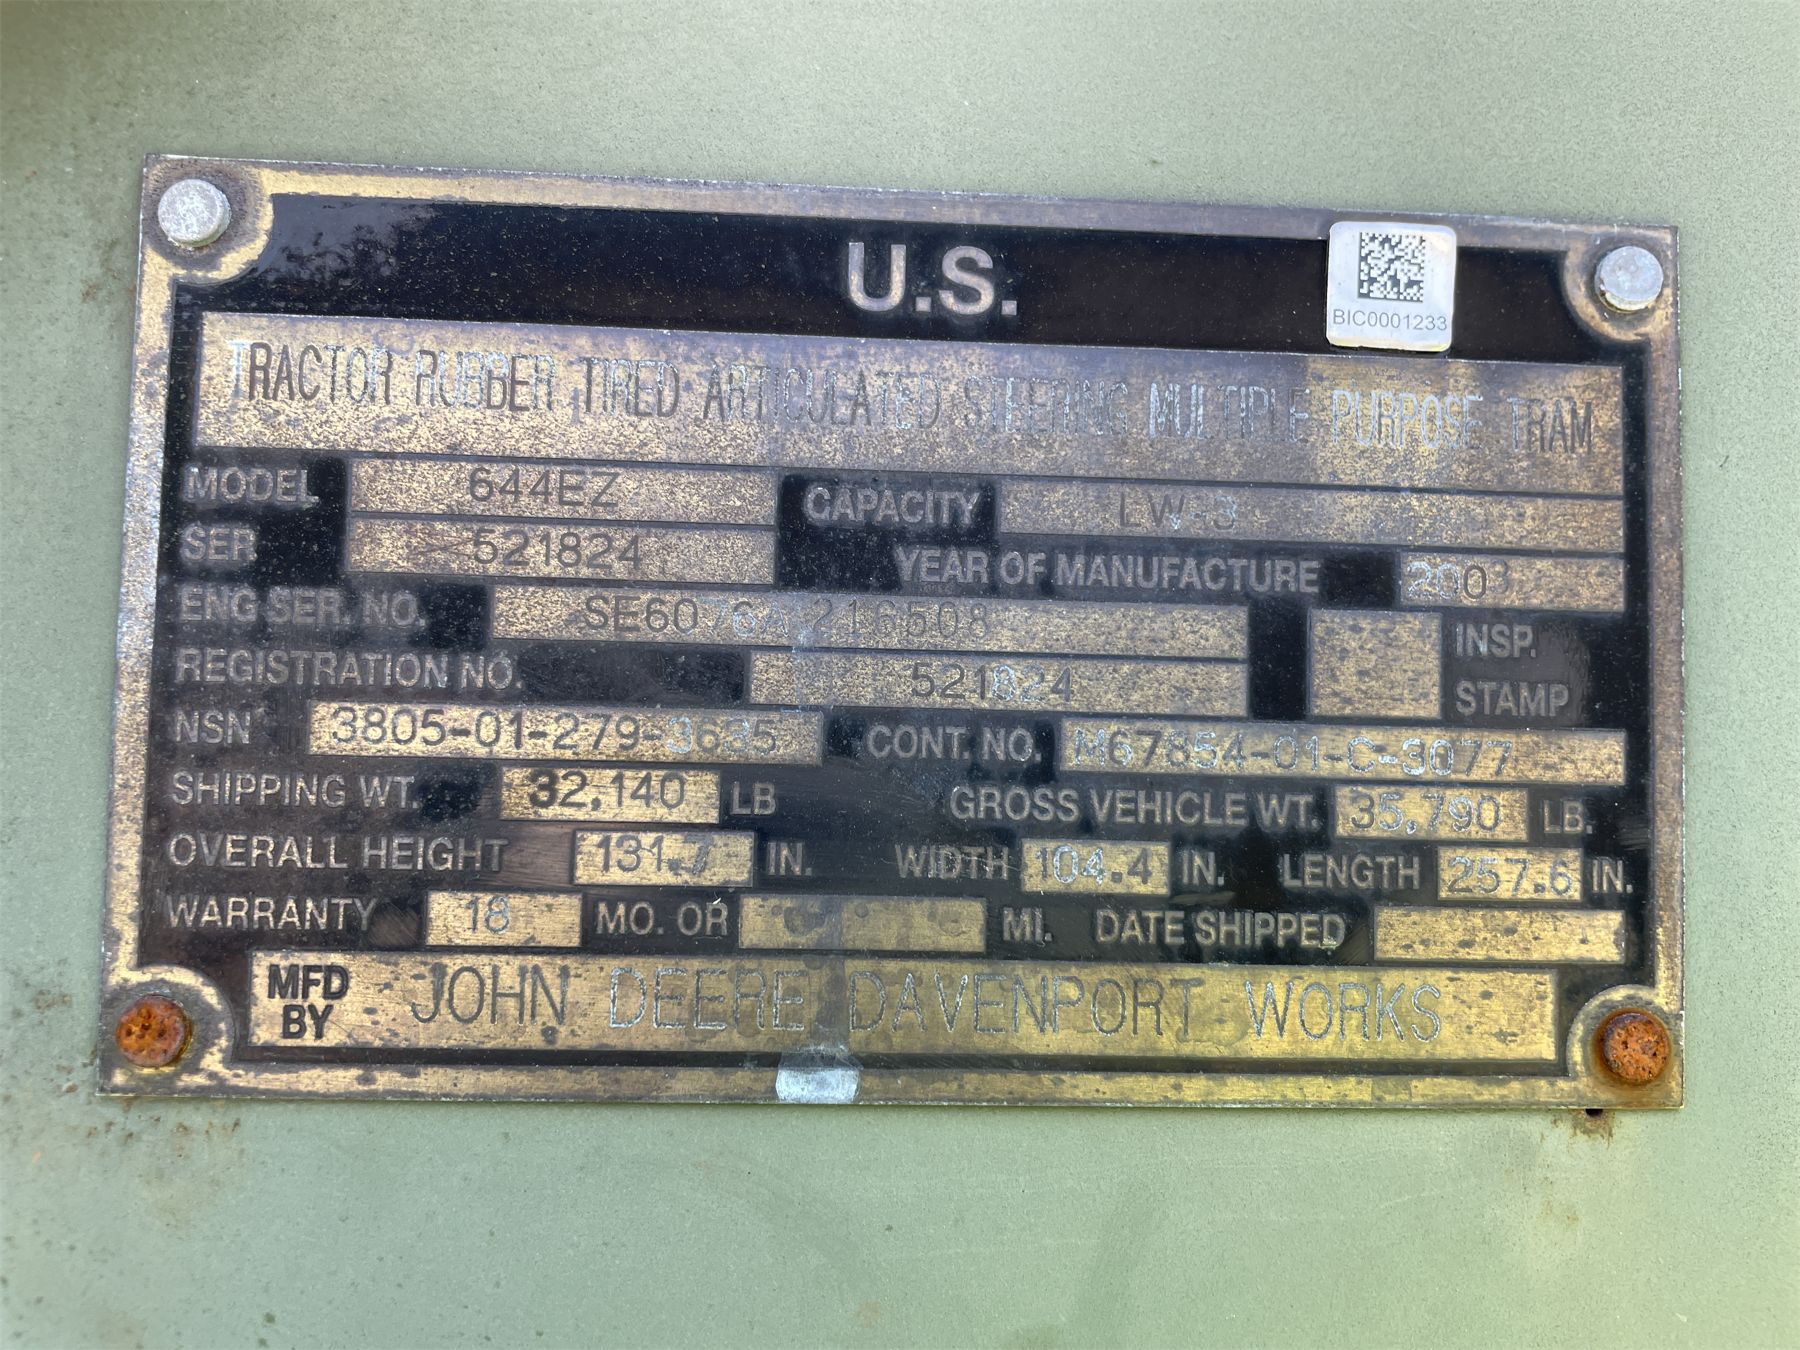 U.S.
BIC0001233
TRACTOR RUBBER TIRED ARTICULATED STEERING MULTIPLE PURPOSE TRAM
MODEL 644EZ CAPACITY LW-3
SER 521824 YEAR OF MANUFACTURE 2003
ENG SER. NO. SE6076A 216508 INSP.
REGISTRATION NO. 521824 STAMP
NSN 3805-01-279-3635 CONT. NO. M67854-01-C-3077
SHIPPING WT. 32,140 LB GROSS VEHICLE WT. 35,790 LB.
OVERALL HEIGHT 131.7 IN. WIDTH 104.4 IN. LENGTH 257.6 IN.
WARRANTY 18 MO. OR MI. DATE SHIPPED
MFD BY JOHN DEERE DAVENPORT WORKS